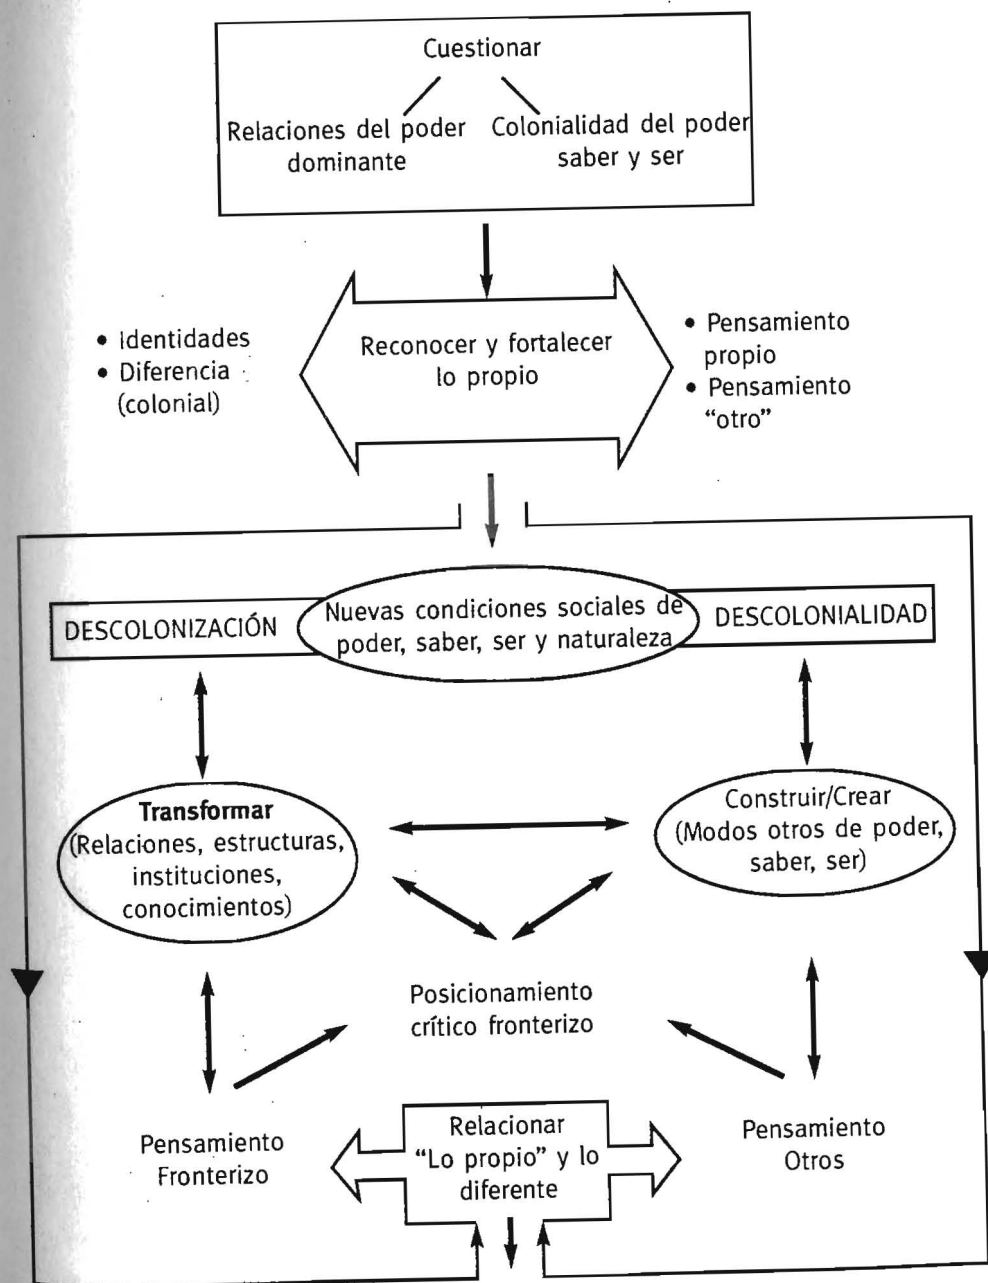 Cuestionar
Relaciones del poder
dominante
Colonialidad del poder
saber y ser
• Identidades
• Diferencia
(colonial)
Reconocer y fortalecer
lo propio
• Pensamiento
propio
• Pensamiento
“otro”
DESCOLONIZACIÓN
Nuevas condiciones sociales de
poder, saber, ser y naturaleza
DESCOLONIALIDAD
Transformar
(Relaciones, estructuras,
instituciones,
conocimientos)
Construir/Crear
(Modos otros de poder,
saber, ser)
Posicionamiento
crítico fronterizo
Pensamiento
Fronterizo
Relacionar
“Lo propio” y lo
diferente
Pensamiento
Otros